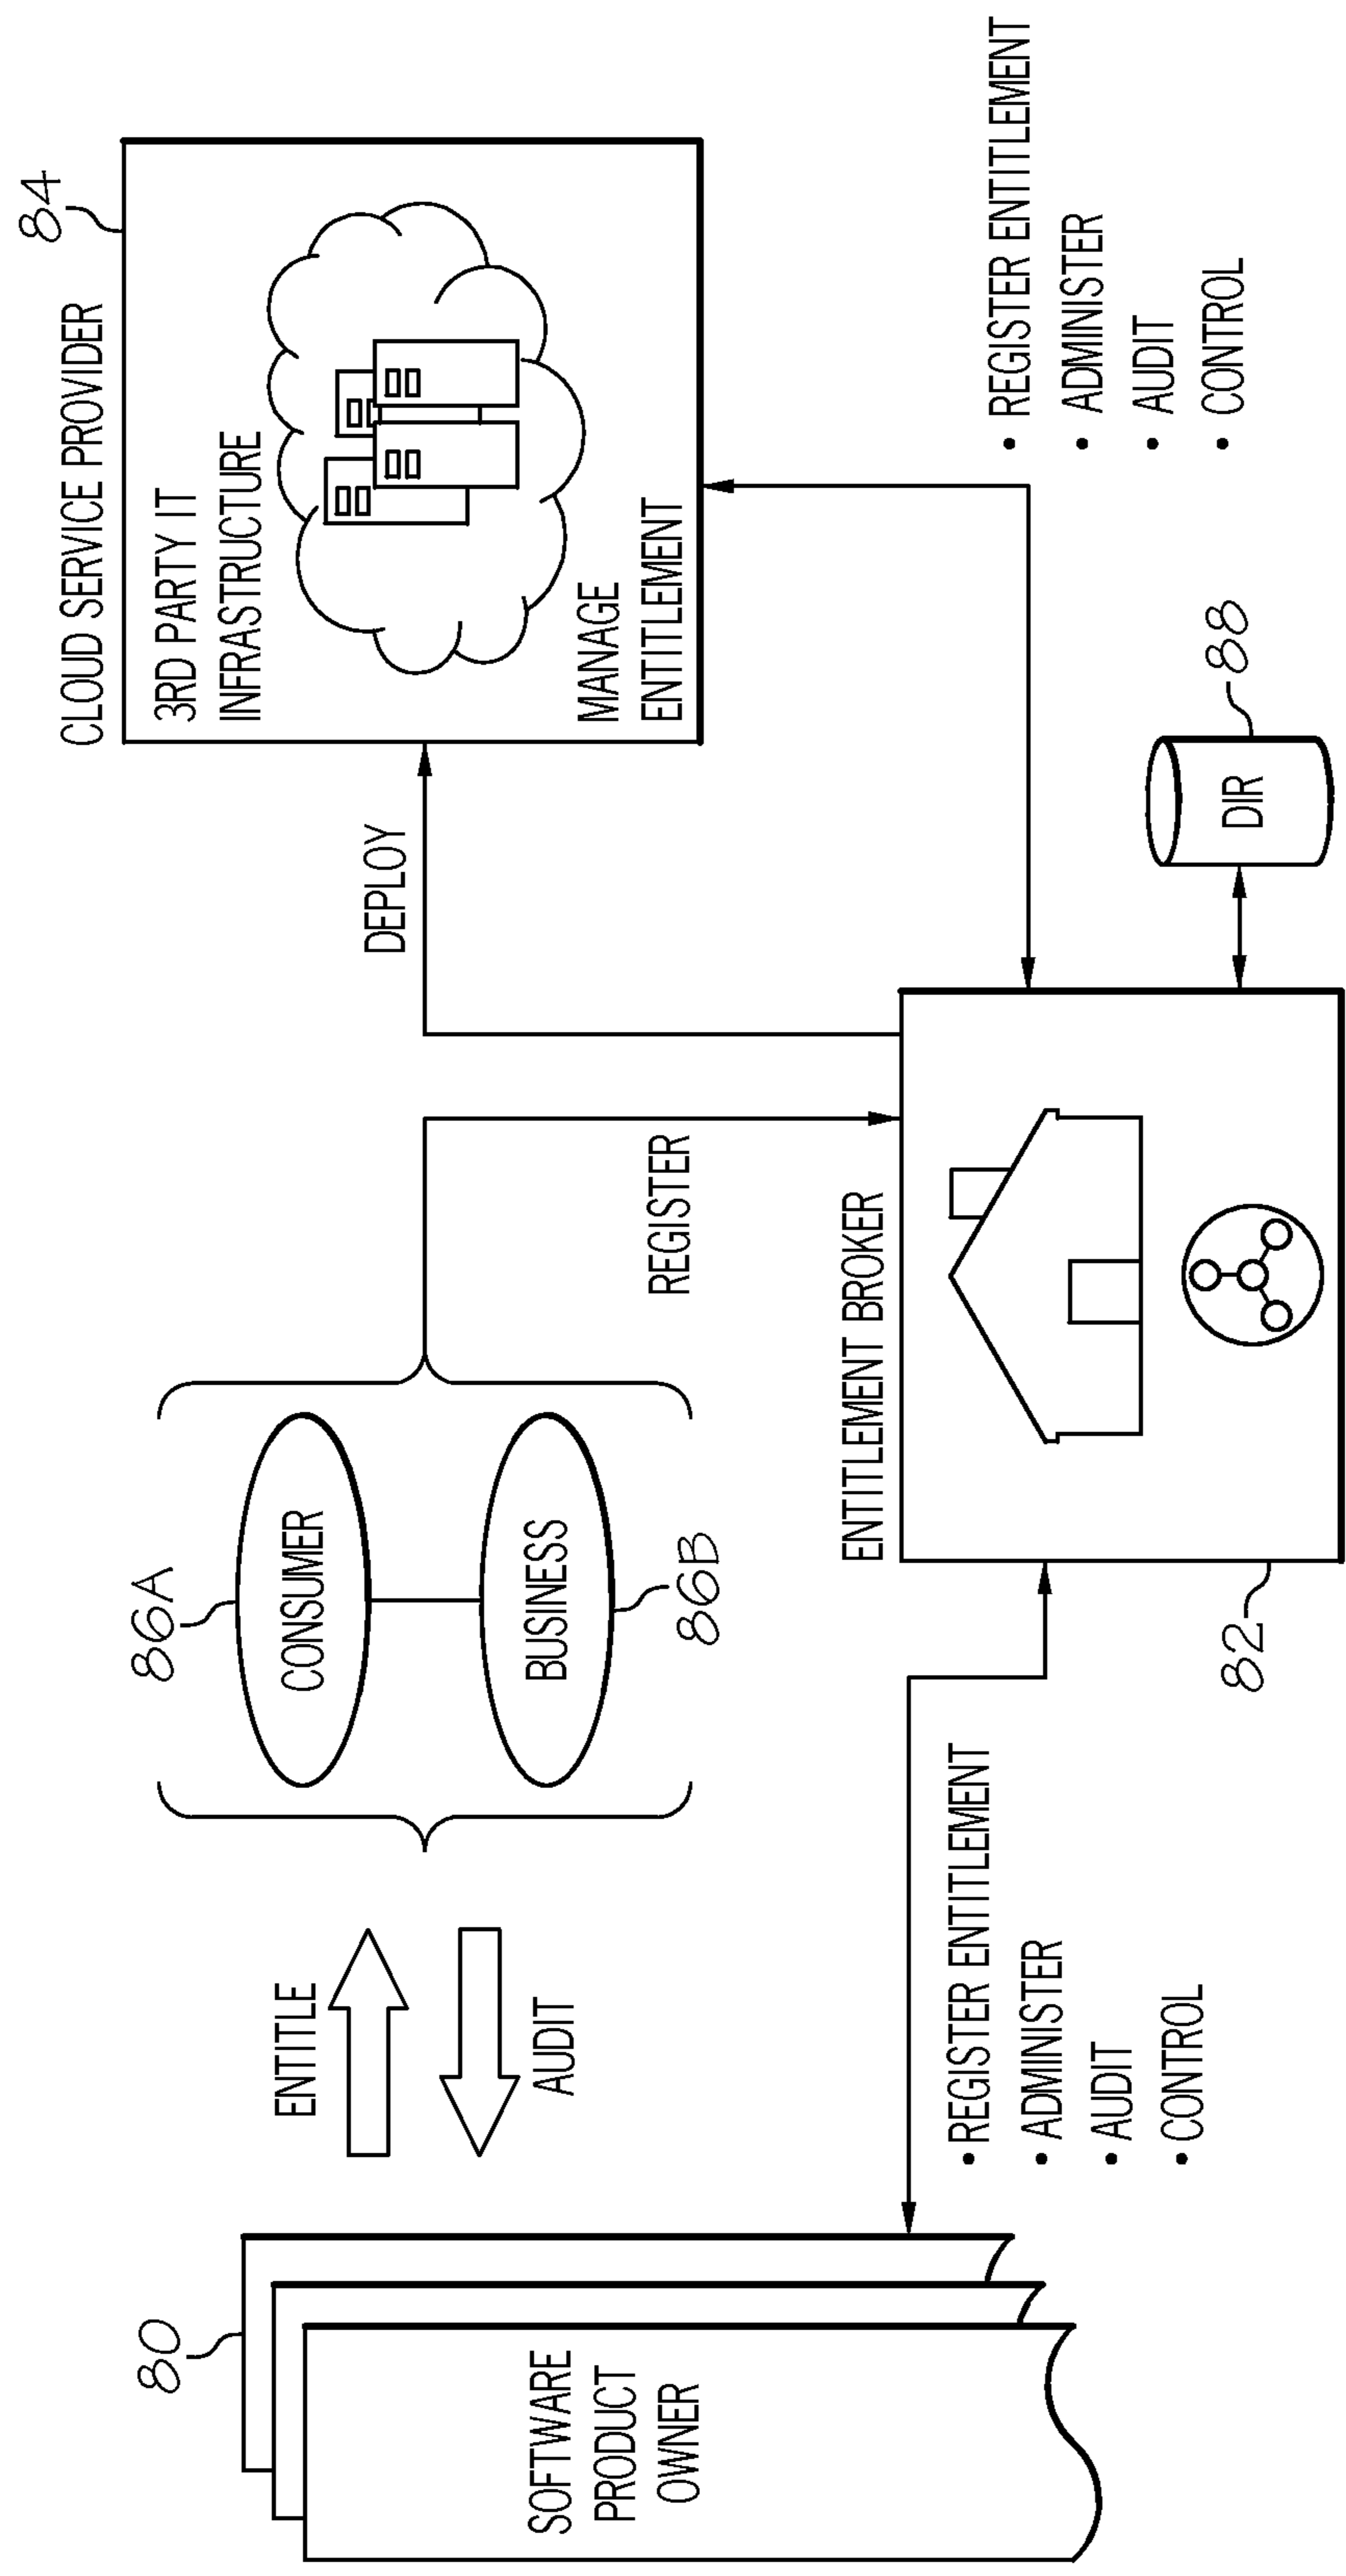 80
SOFTWARE
PRODUCT
OWNER
ENTITLE
AUDIT
86A
CONSUMER
BUSINESS
86B
REGISTER
DEPLOY
CLOUD SERVICE PROVIDER
84
3RD PARTY IT
INFRASTRUCTURE
MANAGE
ENTITLEMENT
• REGISTER ENTITLEMENT
• ADMINISTER
• AUDIT
• CONTROL
ENTITLEMENT BROKER
82
DIR
88
• REGISTER ENTITLEMENT
• ADMINISTER
• AUDIT
• CONTROL